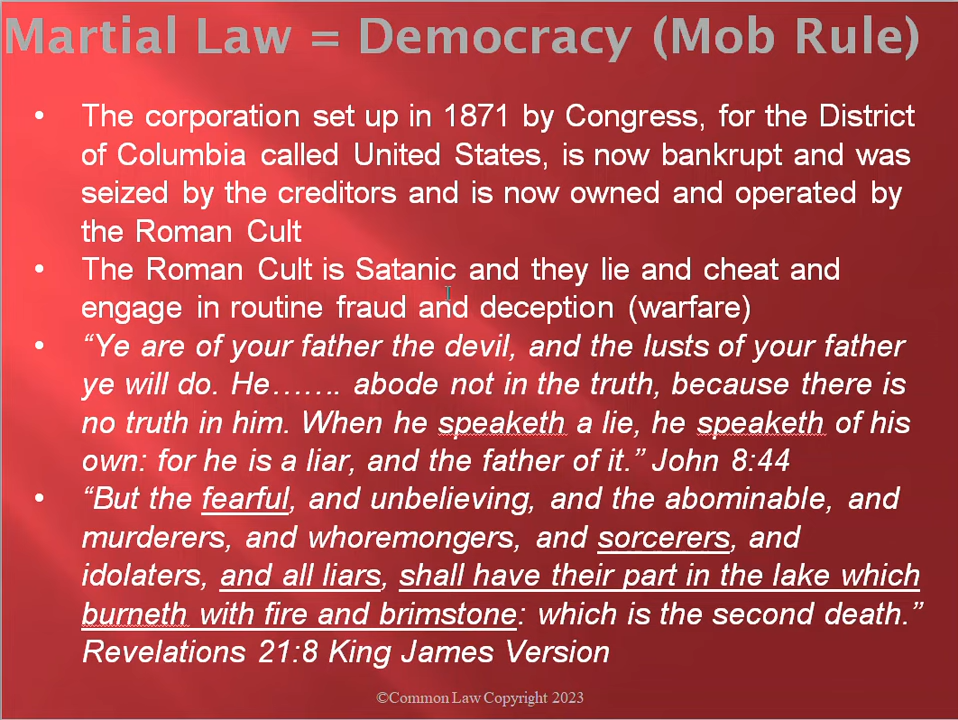 Martial Law = Democracy (Mob Rule)
• The corporation set up in 1871 by Congress, for the District
of Columbia called United States, is now bankrupt and was
seized by the creditors and is now owned and operated by
the Roman Cult
• The Roman Cult is Satanic and they lie and cheat and
engage in routine fraud and deception (warfare)
• “Ye are of your father the devil, and the lusts of your father
ye will do. He……. abode not in the truth, because there is
no truth in him. When he speaketh a lie, he speaketh of his
own: for he is a liar, and the father of it.” John 8:44
• “But the fearful, and unbelieving, and the abominable, and
murderers, and whoremongers, and sorcerers, and
idolaters, and all liars, shall have their part in the lake which
burneth with fire and brimstone: which is the second death.”
Revelations 21:8 King James Version
©Common Law Copyright 2023